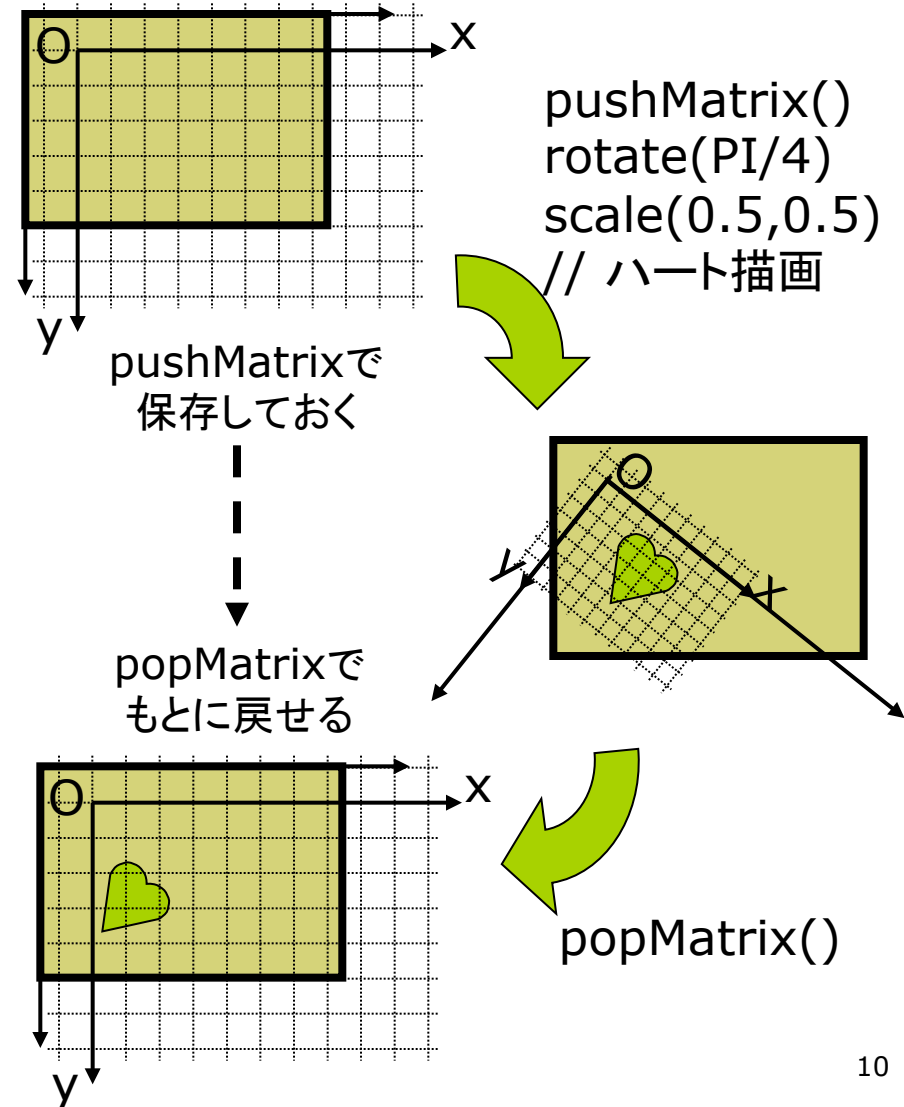 O
x
y
pushMatrix()
rotate(PI/4)
scale(0.5,0.5)
// ハート描画
pushMatrixで
保存しておく
O
x
y
popMatrixで
もとに戻せる
O
x
y
popMatrix()
10